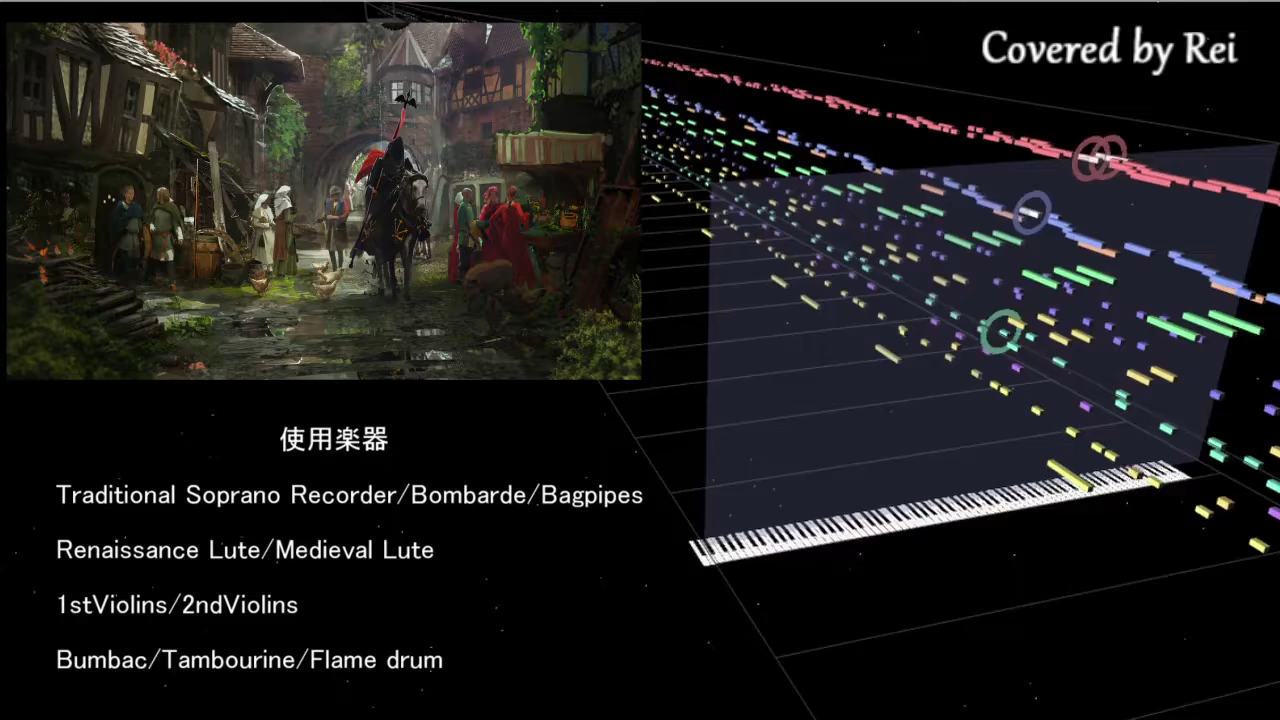 Covered by Rei
使用楽器
Traditional Soprano Recorder/Bombarde/Bagpipes
Renaissance Lute/Medieval Lute
1stViolins/2ndViolins
Bumbac/Tambourine/Flame drum